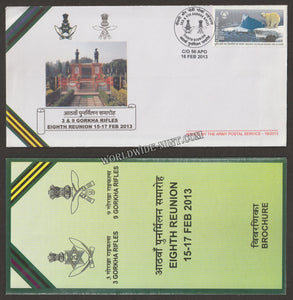 C/O 56 APO
16 FEB 2013
आठवाँ पुनर्मिलन समारोह
3 & 9 GORKHA RIFLES
EIGHTH REUNION 15-17 FEB 2013
ARMY POSTAL SERVICE
WORLDWIDE-MINT.COM
3 गोरखा राइफल्स
3 GORKHA RIFLES
9 गोरखा राइफल्स
9 GORKHA RIFLES
आठवाँ पुनर्मिलन समारोह
EIGHTH REUNION
15-17 FEB 2013
विवरणिका
BROCHURE